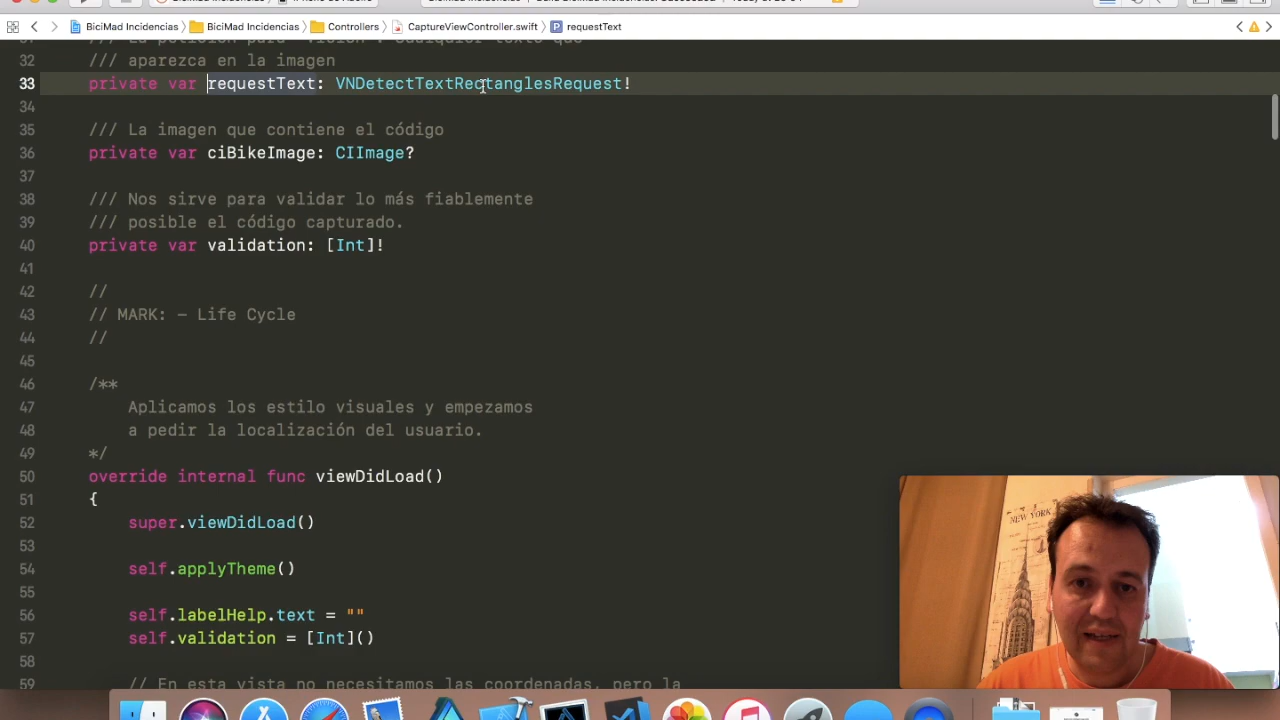 BiciMad Incidencias
BiciMad Incidencias
Controllers
CaptureViewController.swift
P
requestText
32 /// aparezca en la imagen
33 private var requestText: VNDetectTextRectanglesRequest!
34
35 /// La imagen que contiene el código
36 private var ciBikeImage: CIImage?
37
38 /// Nos sirve para validar lo más fiablemente
39 /// posible el código capturado.
40 private var validation: [Int]!
41
42 //
43 // MARK: - Life Cycle
44 //
45
46 /**
47 Aplicamos los estilo visuales y empezamos
48 a pedir la localización del usuario.
49 */
50 override internal func viewDidLoad()
51 {
52 super.viewDidLoad()
53
54 self.applyTheme()
55
56 self.labelHelp.text = ""
57 self.validation = [Int]()
58
59 // En esta vista no necesitamos las coordenadas, pero la
NEW YORK